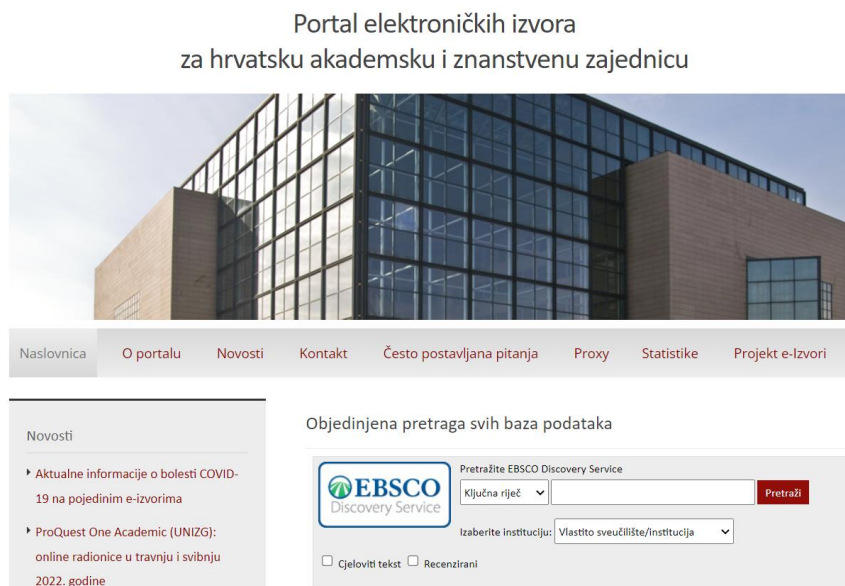 Portal elektroničkih izvora
za hrvatsku akademsku i znanstvenu zajednicu
Naslovnica O portalu Novosti Kontakt Često postavljana pitanja Proxy Statistike Projekt e-Izvori
Novosti
Aktualne informacije o bolesti COVID-
19 na pojedinim e-izvorima
ProQuest One Academic (UNIZG):
online radionice u travnju i svibnju
2022. godine
Objedinjena pretraga svih baza podataka
EBSCO
Discovery Service
Pretražite EBSCO Discovery Service
Ključna riječ Pretraži
Izaberite instituciju: Vlastito sveučilište/institucija
Cjeloviti tekst Recenzirani